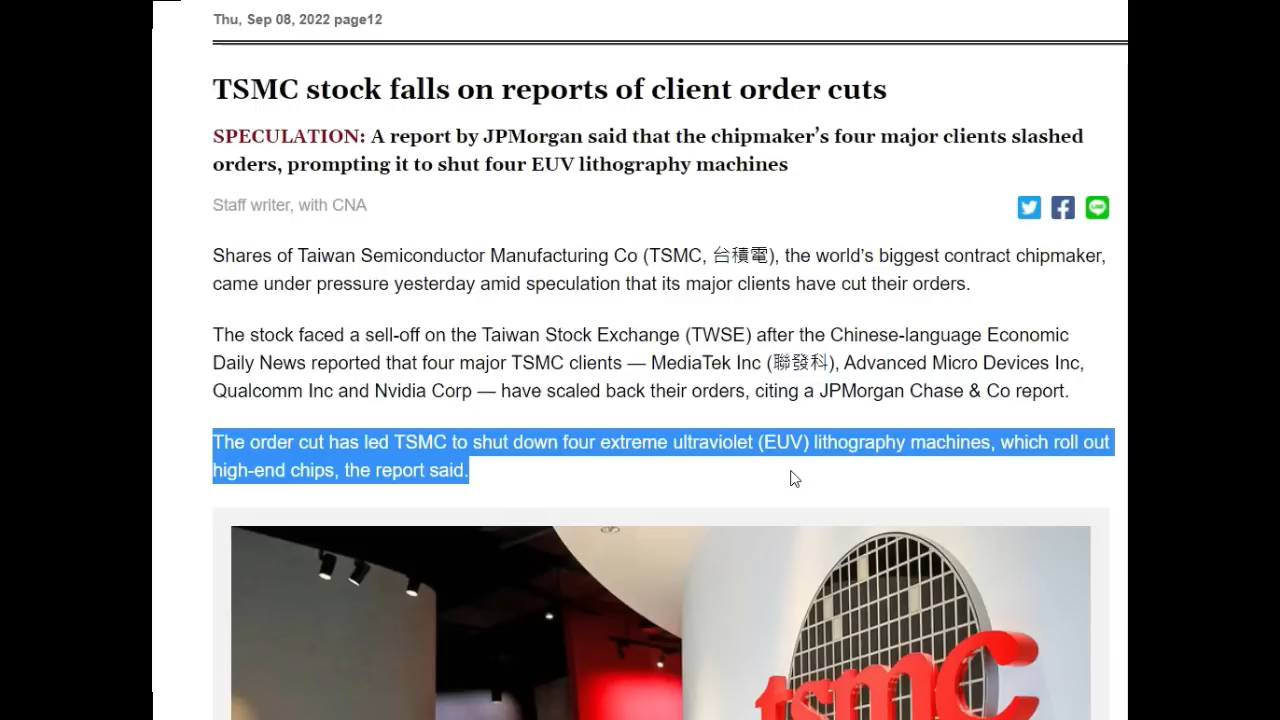 Thu, Sep 08, 2022 page12
TSMC stock falls on reports of client order cuts
SPECULATION: A report by JPMorgan said that the chipmaker’s four major clients slashed
orders, prompting it to shut four EUV lithography machines
Staff writer, with CNA
LINE
Shares of Taiwan Semiconductor Manufacturing Co (TSMC, 台積電), the world’s biggest contract chipmaker,
came under pressure yesterday amid speculation that its major clients have cut their orders.
The stock faced a sell-off on the Taiwan Stock Exchange (TWSE) after the Chinese-language Economic
Daily News reported that four major TSMC clients — MediaTek Inc (聯發科), Advanced Micro Devices Inc,
Qualcomm Inc and Nvidia Corp — have scaled back their orders, citing a JPMorgan Chase & Co report.
The order cut has led TSMC to shut down four extreme ultraviolet (EUV) lithography machines, which roll out
high-end chips, the report said.
tsmc